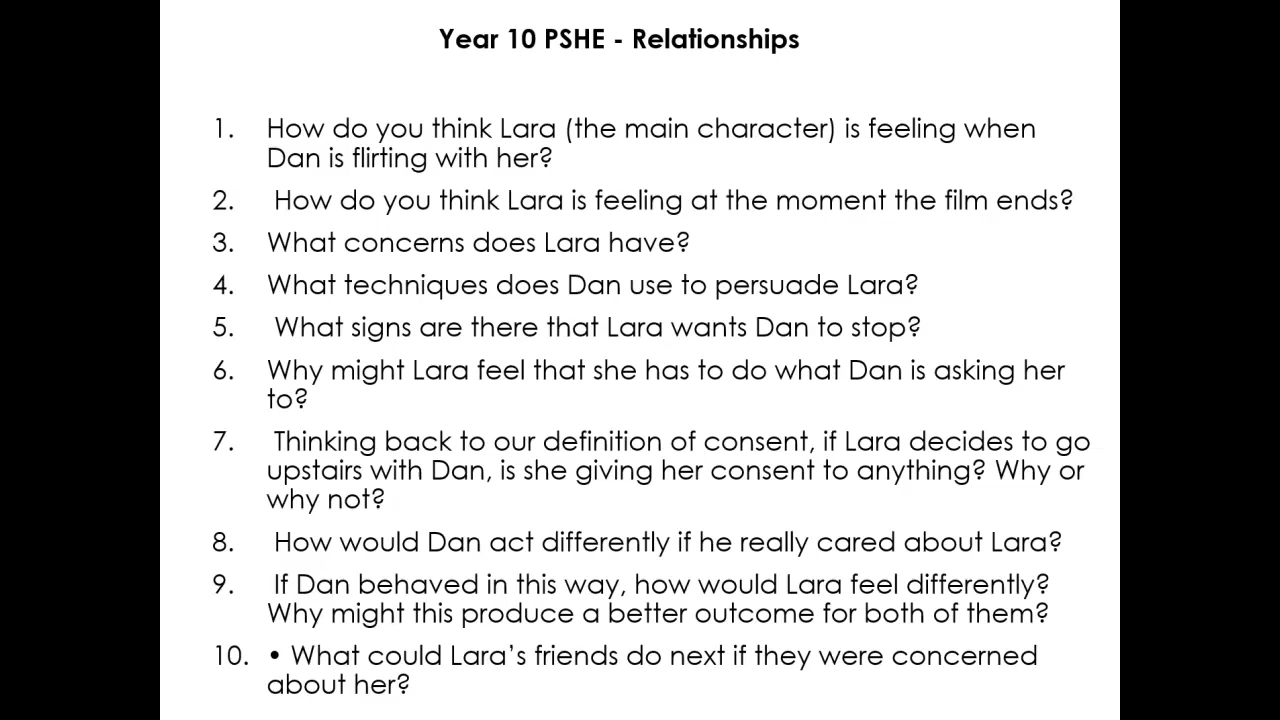 Year 10 PSHE - Relationships
1. How do you think Lara (the main character) is feeling when
Dan is flirting with her?
2. How do you think Lara is feeling at the moment the film ends?
3. What concerns does Lara have?
4. What techniques does Dan use to persuade Lara?
5. What signs are there that Lara wants Dan to stop?
6. Why might Lara feel that she has to do what Dan is asking her
to?
7. Thinking back to our definition of consent, if Lara decides to go
upstairs with Dan, is she giving her consent to anything? Why or
why not?
8. How would Dan act differently if he really cared about Lara?
9. If Dan behaved in this way, how would Lara feel differently?
Why might this produce a better outcome for both of them?
10. • What could Lara’s friends do next if they were concerned
about her?